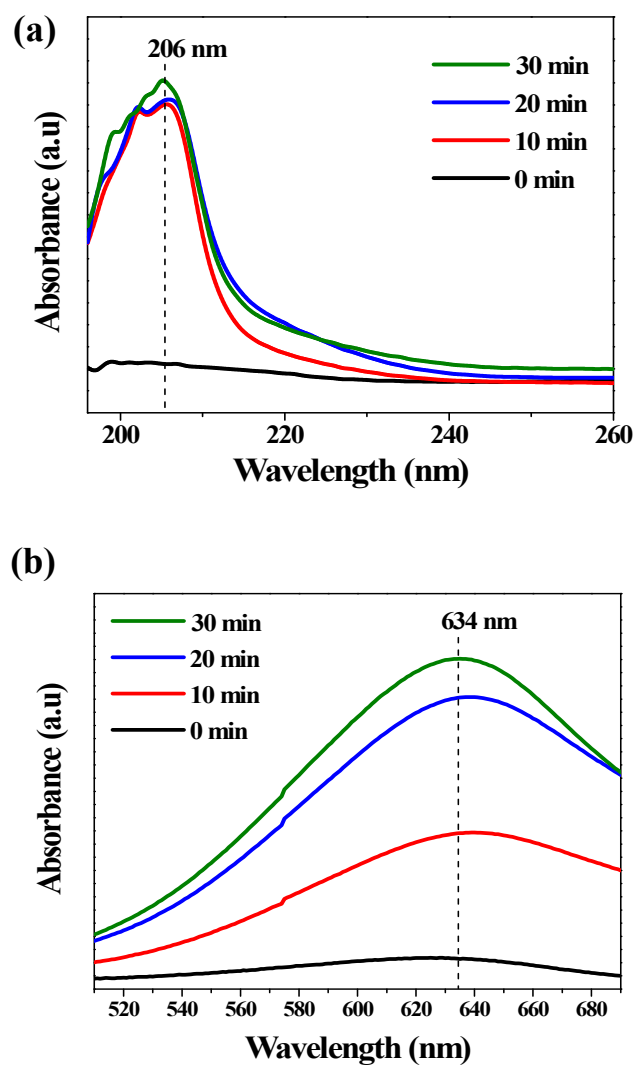 (a)
206 nm
30 min
20 min
10 min
0 min
Absorbance (a.u)
200
220
240
260
Wavelength (nm)
(b)
634 nm
30 min
20 min
10 min
0 min
Absorbance (a.u)
520 540 560 580 600 620 640 660 680
Wavelength (nm)